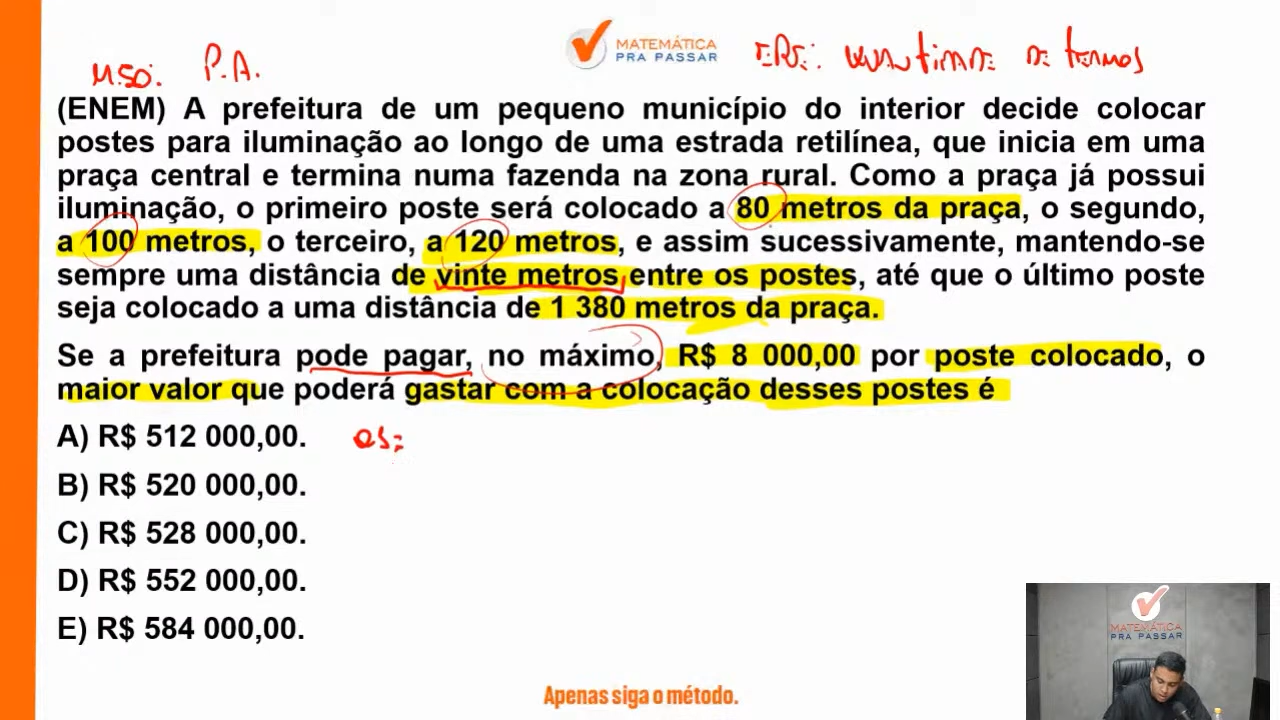 MATEMÁTICA
PRA PASSAR
P.A.
(ENEM) A prefeitura de um pequeno município do interior decide colocar
postes para iluminação ao longo de uma estrada retilínea, que inicia em uma
praça central e termina numa fazenda na zona rural. Como a praça já possui
iluminação, o primeiro poste será colocado a 80 metros da praça, o segundo,
a 100 metros, o terceiro, a 120 metros, e assim sucessivamente, mantendo-se
sempre uma distância de vinte metros entre os postes, até que o último poste
seja colocado a uma distância de 1 380 metros da praça.
Se a prefeitura pode pagar, no máximo, R$ 8 000,00 por poste colocado, o
maior valor que poderá gastar com a colocação desses postes é
A) R$ 512 000,00.
B) R$ 520 000,00.
C) R$ 528 000,00.
D) R$ 552 000,00.
E) R$ 584 000,00.
MATEMÁTICA
PRA PASSAR
Apenas siga o método.